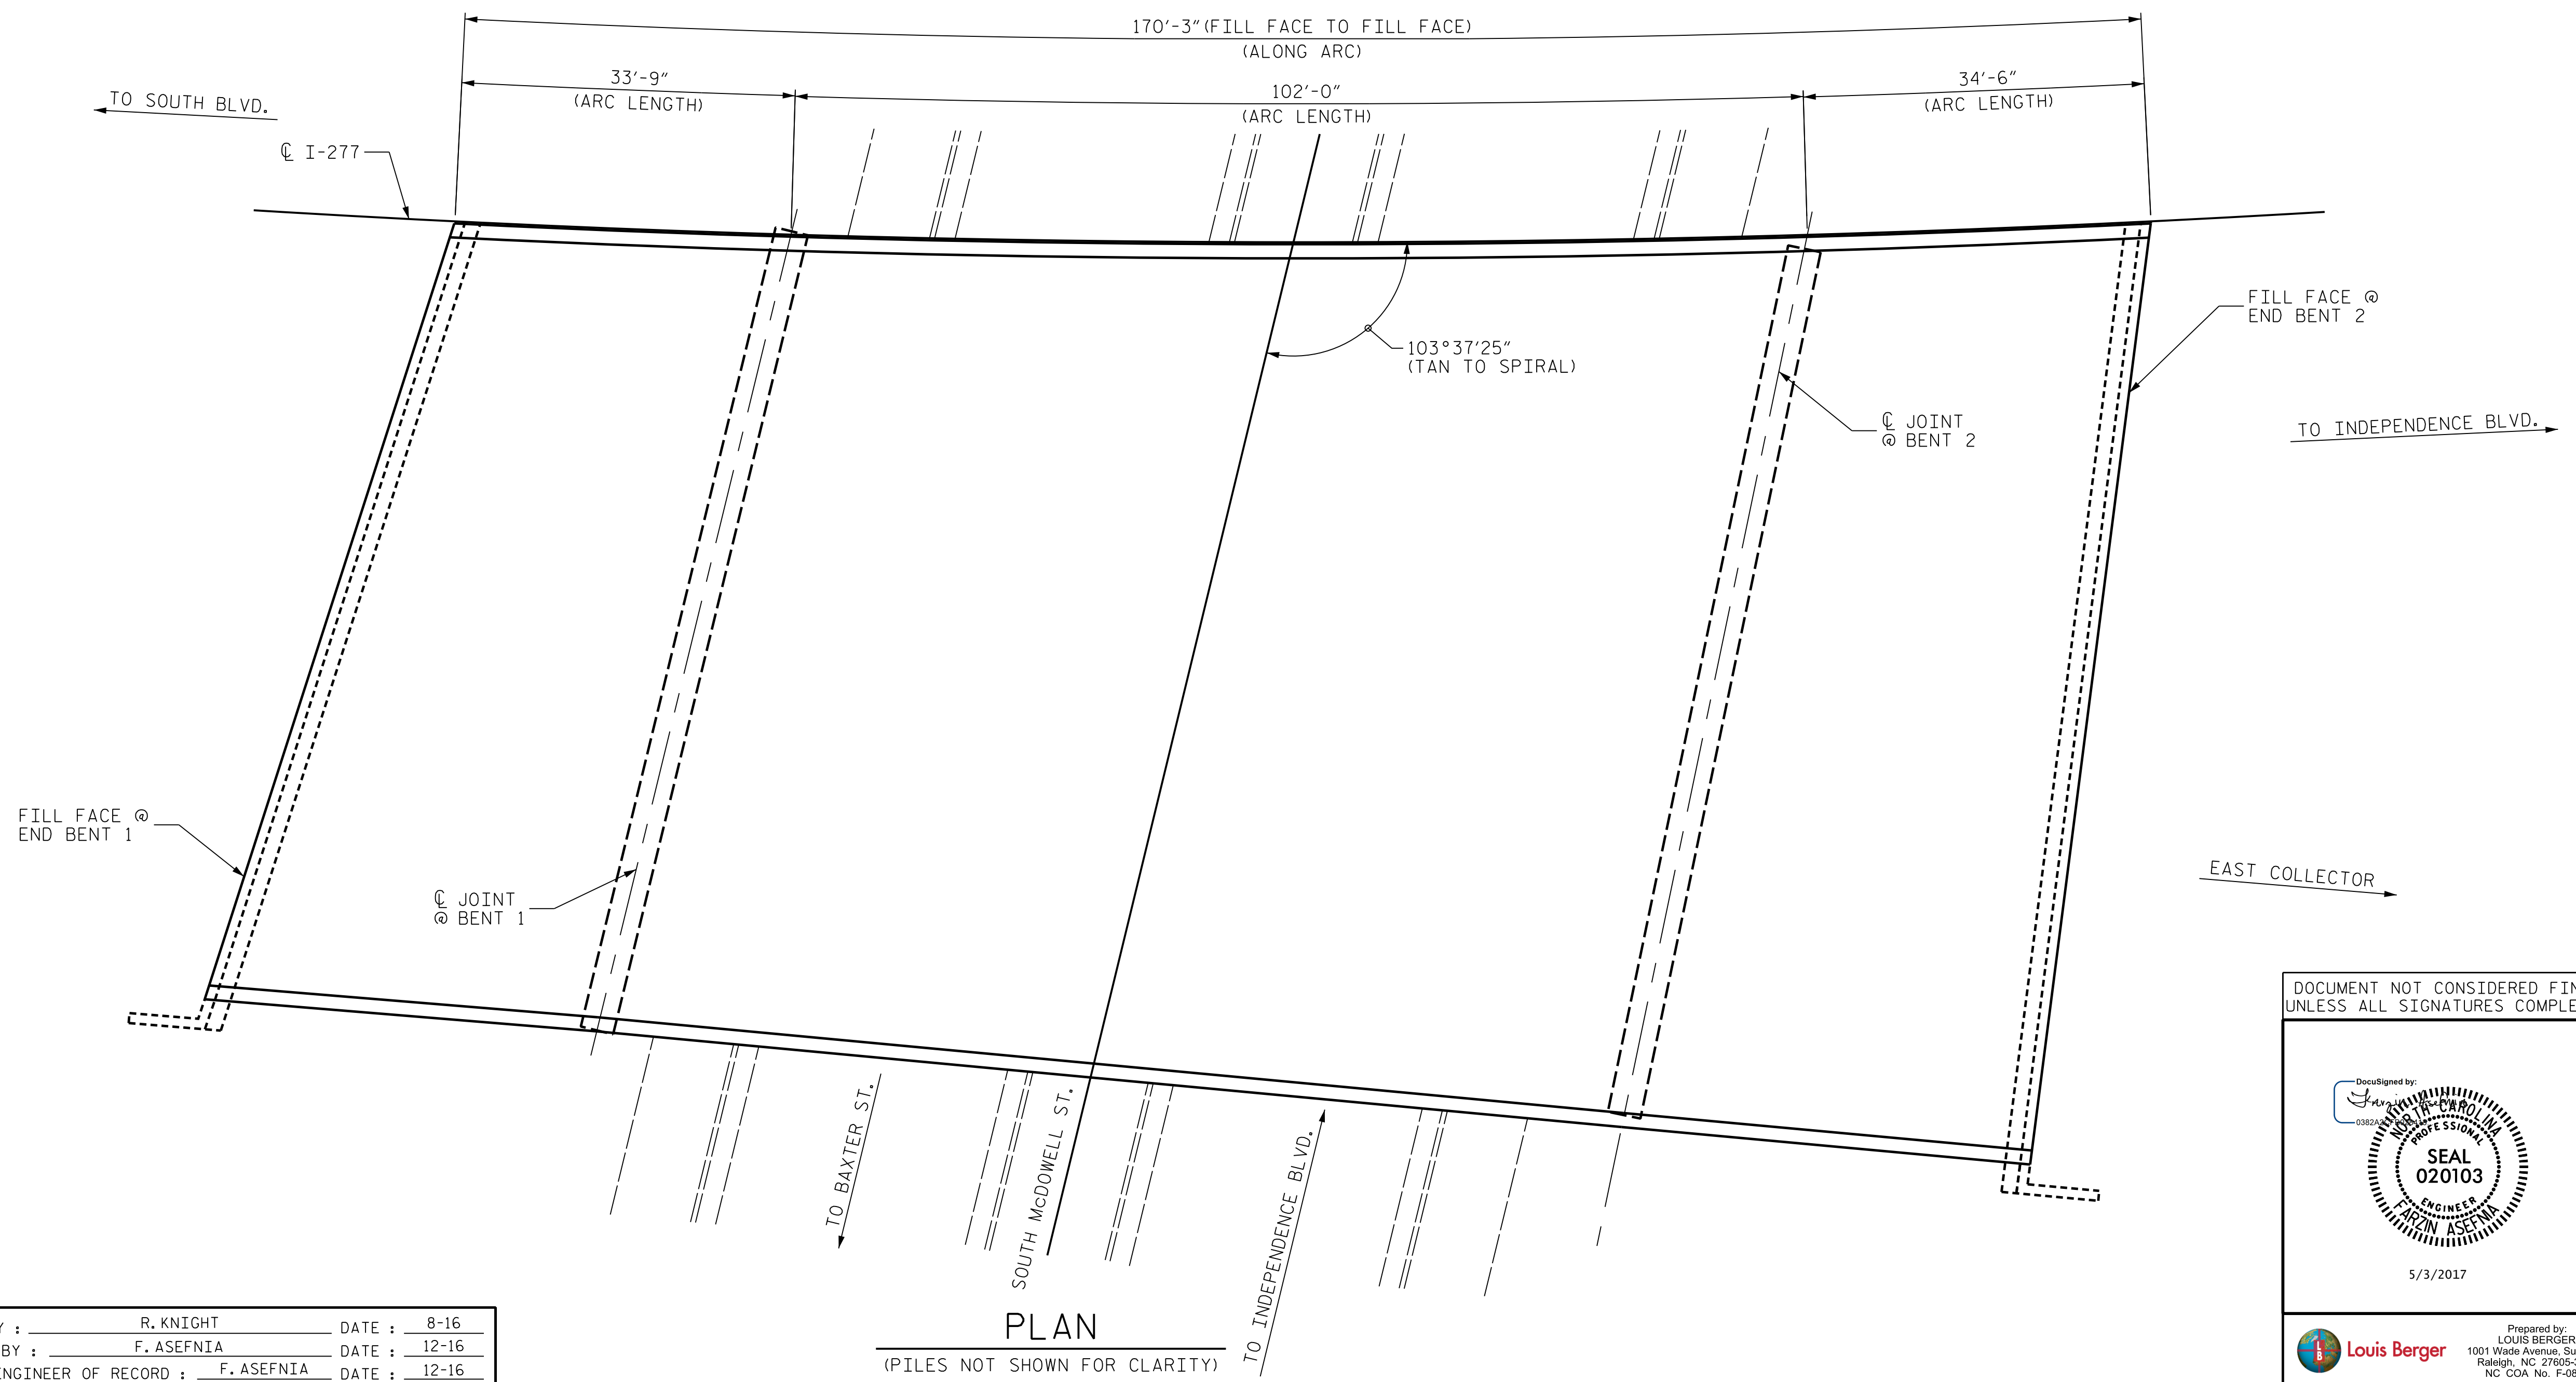 170'-3" (FILL FACE TO FILL FACE)
(ALONG ARC)
33'-9"
(ARC LENGTH)
102'-0"
(ARC LENGTH)
34'-6"
(ARC LENGTH)
TO SOUTH BLVD.
℄ I-277
103°37'25"
(TAN TO SPIRAL)
FILL FACE @
END BENT 2
℄ JOINT
@ BENT 2
TO INDEPENDENCE BLVD.
FILL FACE @
END BENT 1
℄ JOINT
@ BENT 1
EAST COLLECTOR
TO BAXTER ST.
SOUTH McDOWELL ST.
TO INDEPENDENCE BLVD.
PLAN
(PILES NOT SHOWN FOR CLARITY)
DOCUMENT NOT CONSIDERED
UNLESS ALL SIGNATURES
DocuSigned by:
NORTH CAROLINA
PROFESSIONAL
SEAL
020103
ENGINEER
FARZIN ASEFNIA
5/3/2017
: R. KNIGHT DATE : 8-16
BY : F. ASEFNIA DATE : 12-16
ENGINEER OF RECORD : F. ASEFNIA DATE : 12-16
LB
Louis Berger
Prepared by:
LOUIS BERGER
1001 Wade Avenue,
Raleigh, NC
NC COA No.